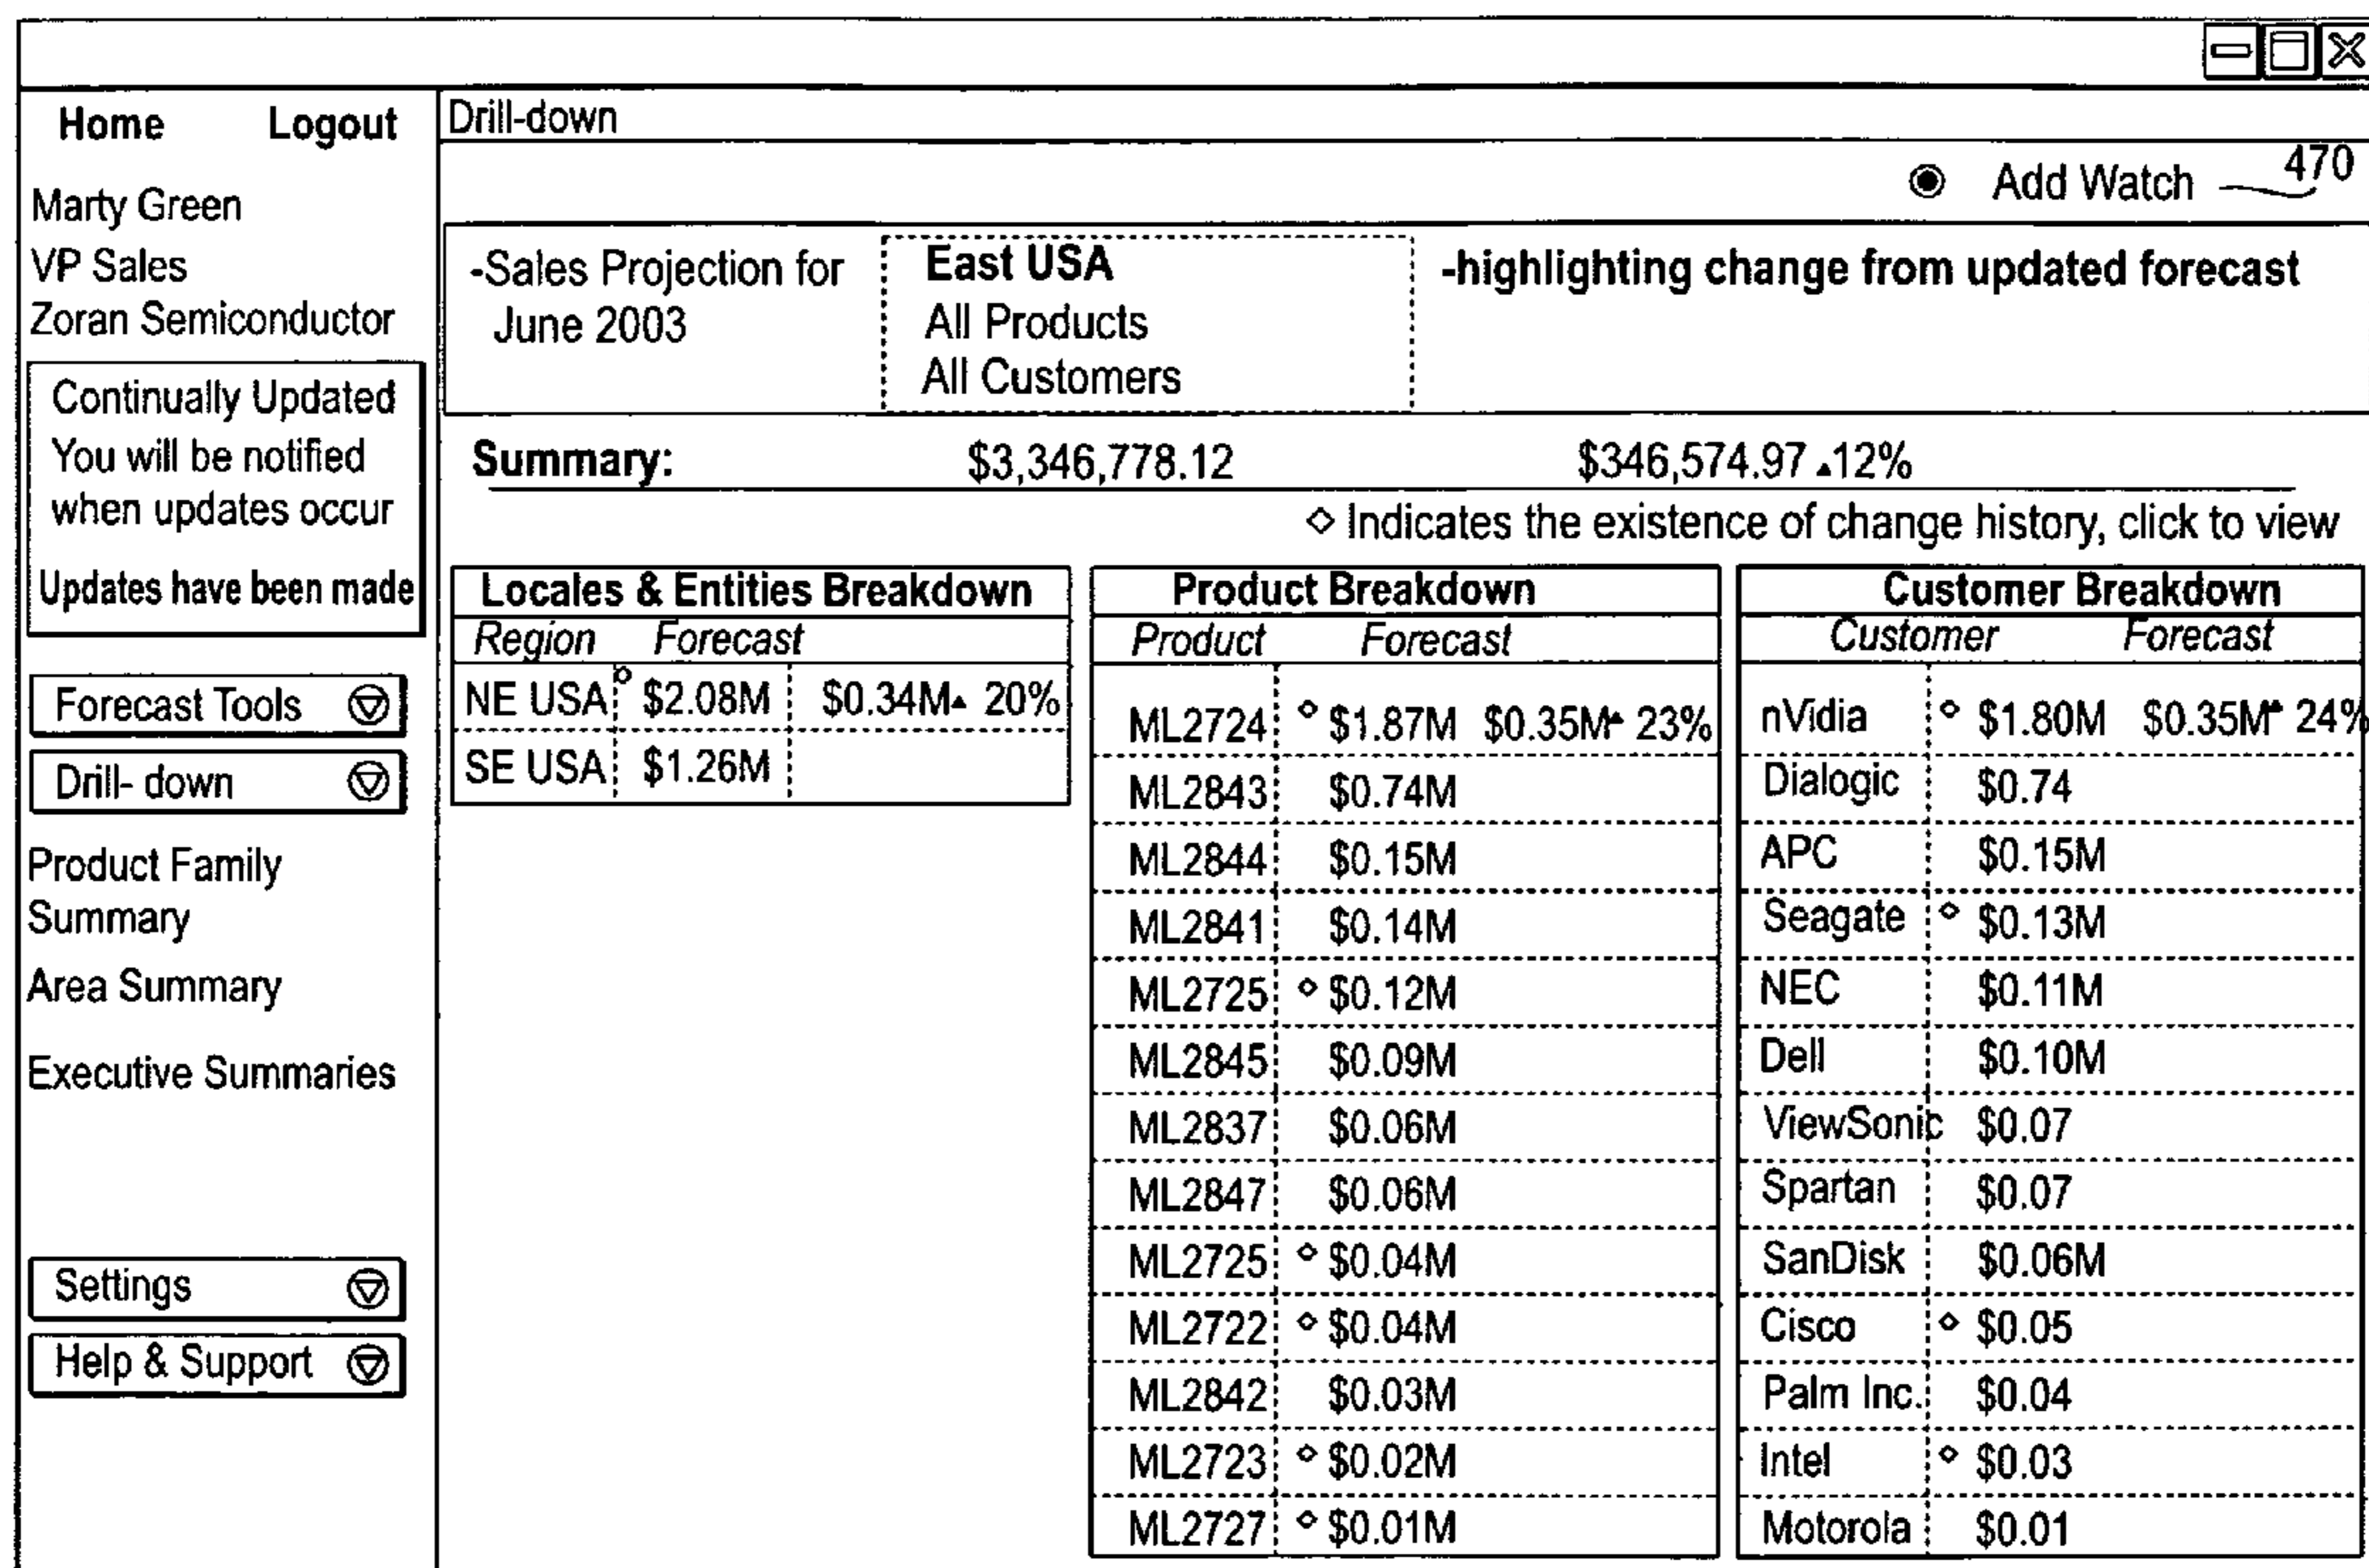 Home Logout
Marty Green
VP Sales
Zoran Semiconductor
Continually Updated
You will be notified
when updates occur
Updates have been made
Forecast Tools
Drill- down
Product Family
Summary
Area Summary
Executive Summaries
Settings
Help & Support
Drill-down
Add Watch 470
-Sales Projection for
June 2003
East USA
All Products
All Customers
-highlighting change from updated forecast
Summary: $3,346,778.12 $346,574.97 ▴12%
◇ Indicates the existence of change history, click to view
Locales & Entities Breakdown
Region Forecast
NE USA ◇ $2.08M $0.34M▴ 20%
SE USA $1.26M
Product Breakdown
Product Forecast
ML2724 ◇ $1.87M $0.35M▴ 23%
ML2843 $0.74M
ML2844 $0.15M
ML2841 $0.14M
ML2725 ◇ $0.12M
ML2845 $0.09M
ML2837 $0.06M
ML2847 $0.06M
ML2725 ◇ $0.04M
ML2722 ◇ $0.04M
ML2842 $0.03M
ML2723 ◇ $0.02M
ML2727 ◇ $0.01M
Customer Breakdown
Customer Forecast
nVidia ◇ $1.80M $0.35M▴ 24%
Dialogic $0.74
APC $0.15M
Seagate ◇ $0.13M
NEC $0.11M
Dell $0.10M
ViewSonic $0.07
Spartan $0.07
SanDisk $0.06M
Cisco ◇ $0.05
Palm Inc. $0.04
Intel ◇ $0.03
Motorola $0.01